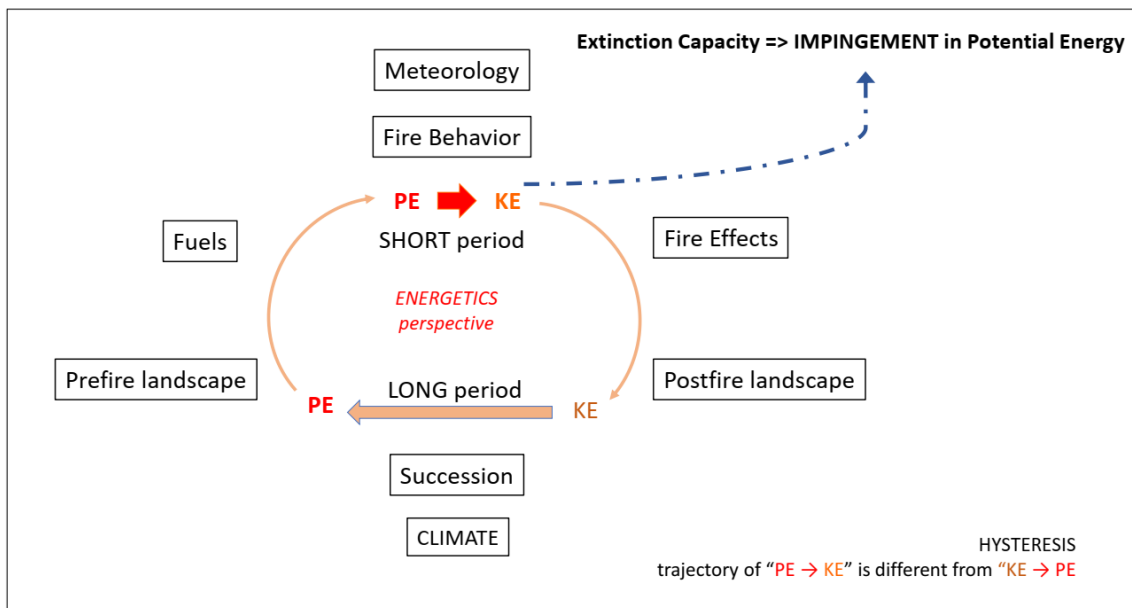 Extinction Capacity => IMPINGEMENT in Potential Energy
Meteorology
Fire Behavior
PE KE
SHORT period
Fuels
Fire Effects
ENERGETICS
perspective
Prefire landscape
LONG period
Postfire landscape
PE KE
Succession
CLIMATE
HYSTERESIS
trajectory of “PE → KE” is different from “KE → PE